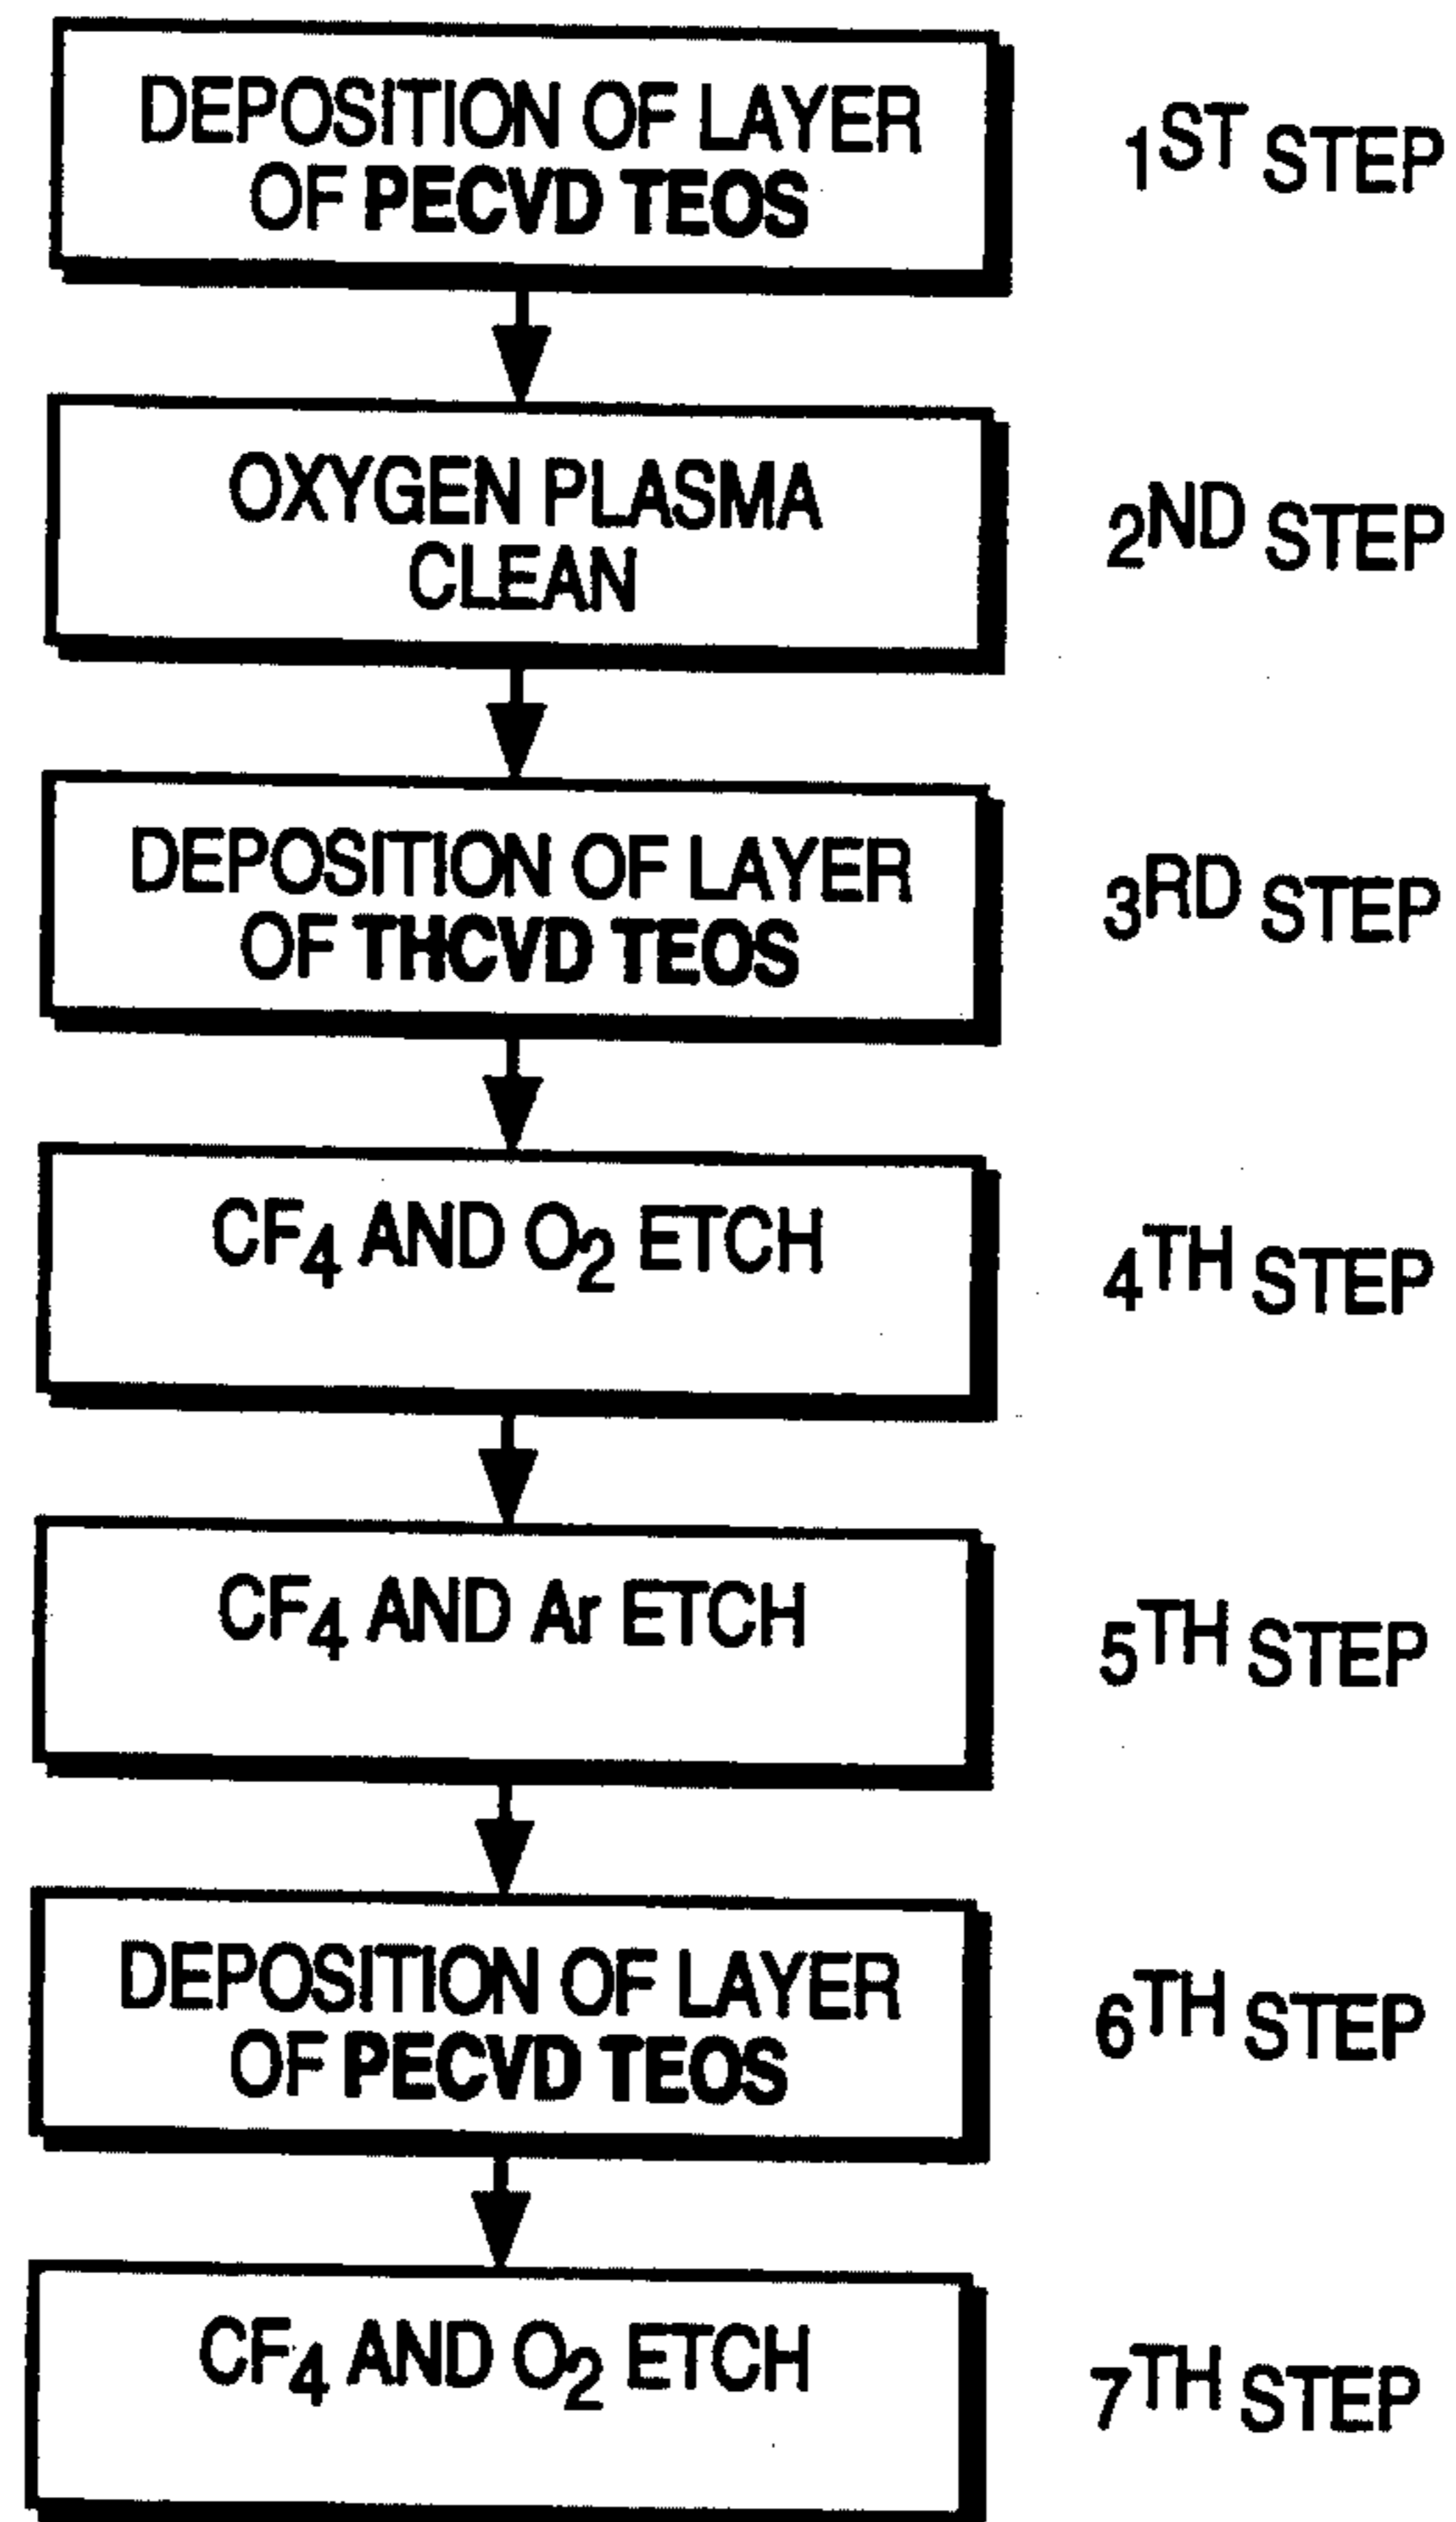 DEPOSITION OF LAYER
OF PECVD TEOS
1ST STEP
OXYGEN PLASMA
CLEAN
2ND STEP
DEPOSITION OF LAYER
OF THCVD TEOS
3RD STEP
CF4 AND O2 ETCH
4TH STEP
CF4 AND Ar ETCH
5TH STEP
DEPOSITION OF LAYER
OF PECVD TEOS
6TH STEP
CF4 AND O2 ETCH
7TH STEP